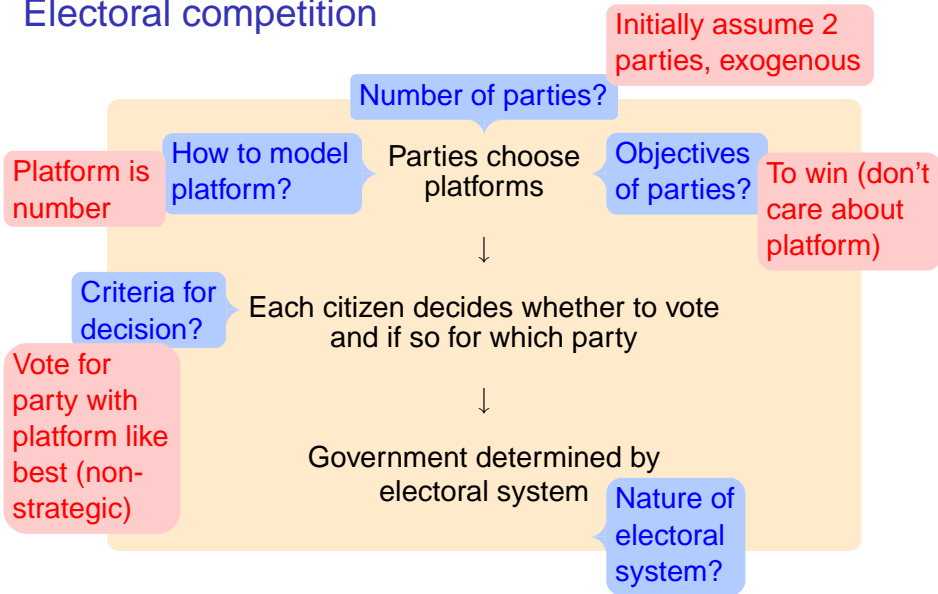 Electoral competition
Initially assume 2
parties, exogenous
Number of parties?
Platform is
number
How to model
platform?
Parties choose
platforms
Objectives
of parties?
To win (don't
care about
platform)
↓
Criteria for
decision?
Each citizen decides whether to vote
and if so for which party
Vote for
party with
platform like
best (non-
strategic)
↓
Government determined by
electoral system
Nature of
electoral
system?